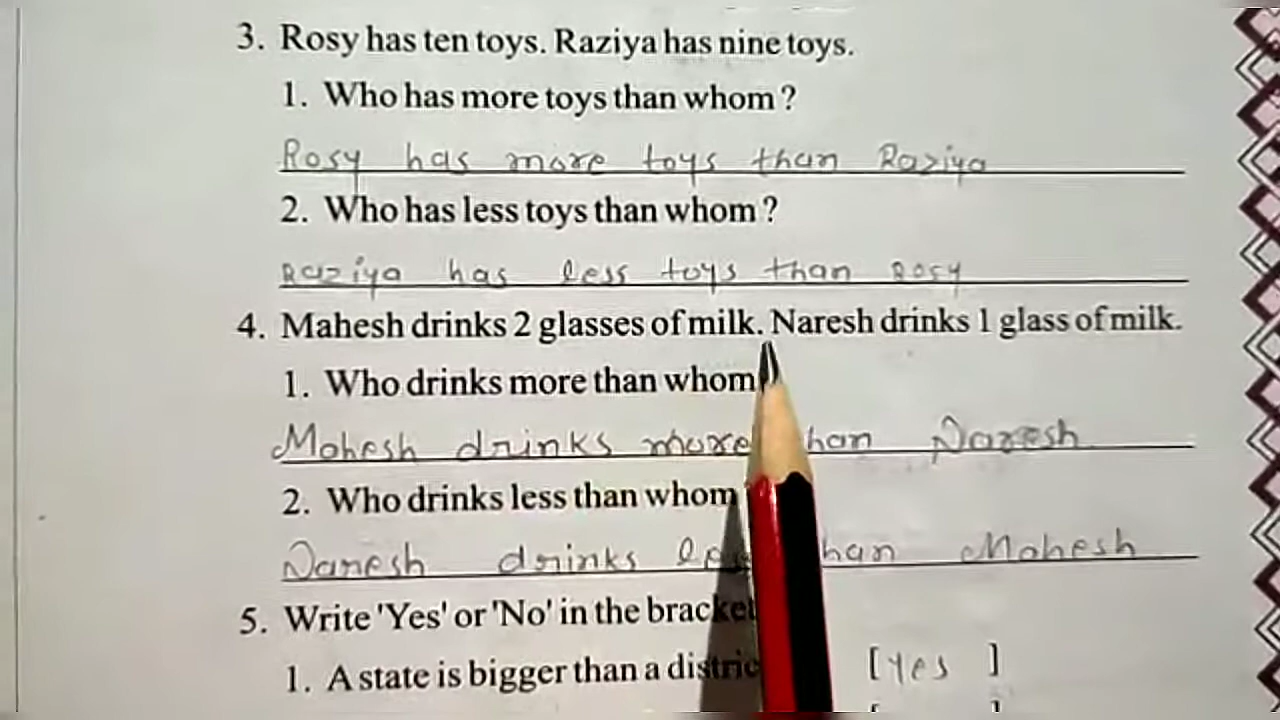 3. Rosy has ten toys. Raziya has nine toys.
1. Who has more toys than whom?
Rosy has more toys than Raziya
2. Who has less toys than whom?
Raziya has less toys than Rosy
4. Mahesh drinks 2 glasses of milk. Naresh drinks 1 glass of milk.
1. Who drinks more than whom
Mahesh drinks more han Naresh
2. Who drinks less than whom
Naresh drinks han Mahesh
5. Write 'Yes' or 'No' in the bracket
1. A state is bigger than a distric [Yes ]